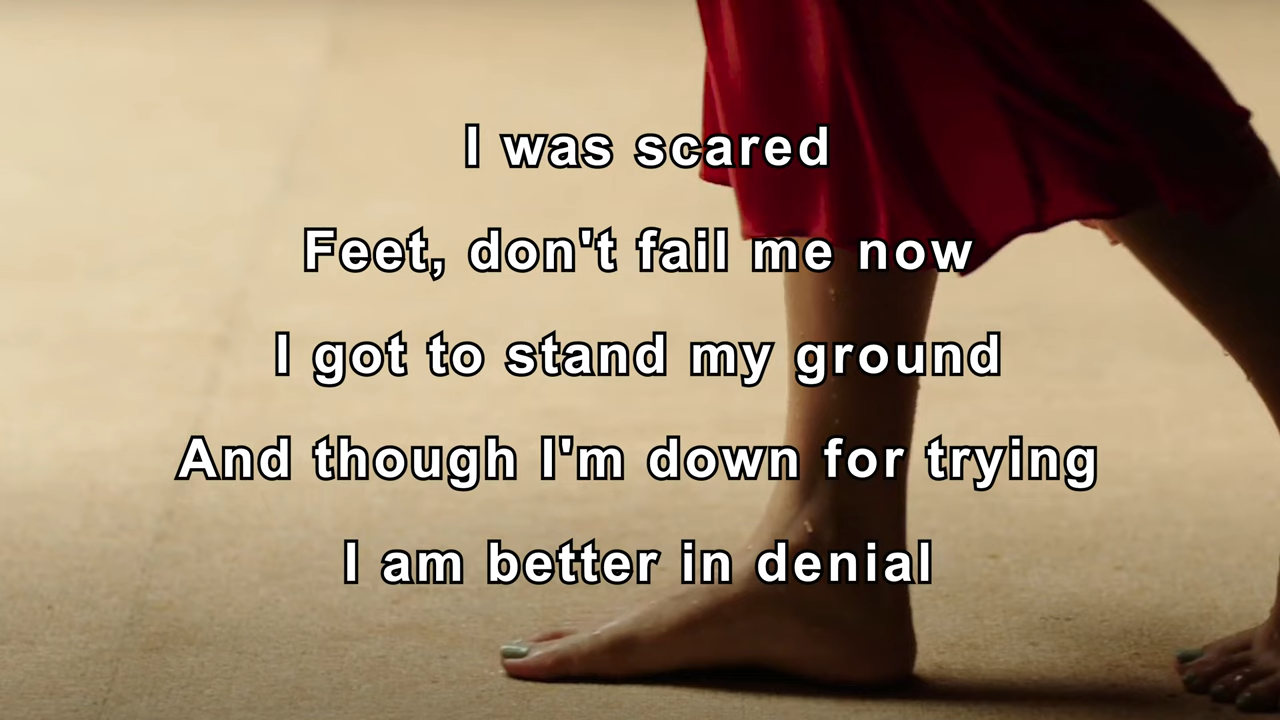 I was scared
Feet, don't fail me now
I got to stand my ground
And though I'm down for trying
I am better in denial